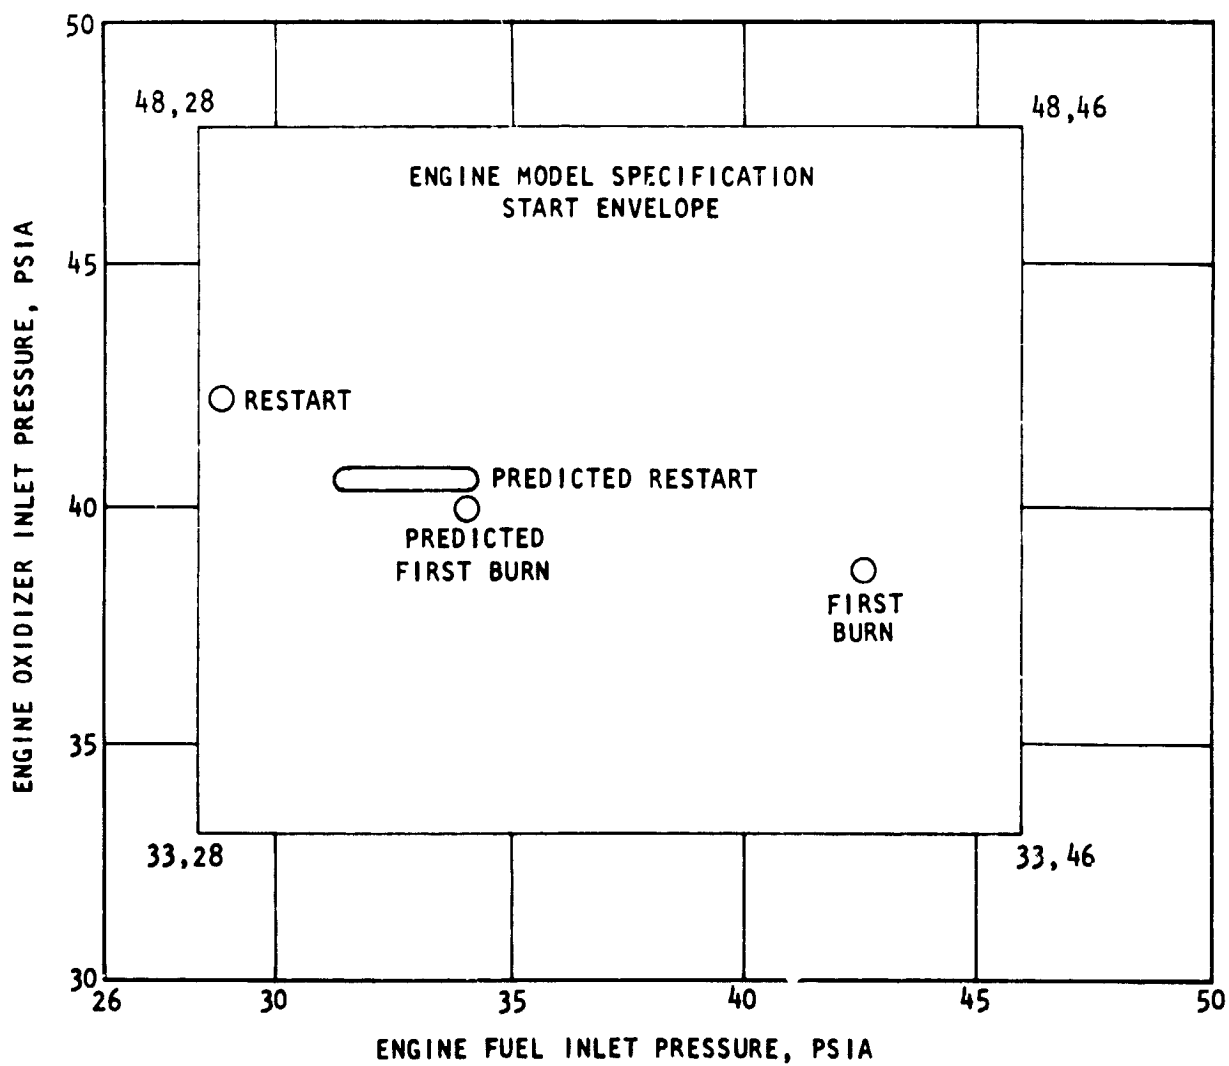 50
48,28
48,46
ENGINE MODEL SPECIFICATION
START ENVELOPE
ENGINE OXIDIZER INLET PRESSURE, PSIA
45
RESTART
PREDICTED RESTART
40
PREDICTED
FIRST BURN
FIRST
BURN
35
33,28
33,46
30
26 30 35 40 45 50
ENGINE FUEL INLET PRESSURE, PSIA